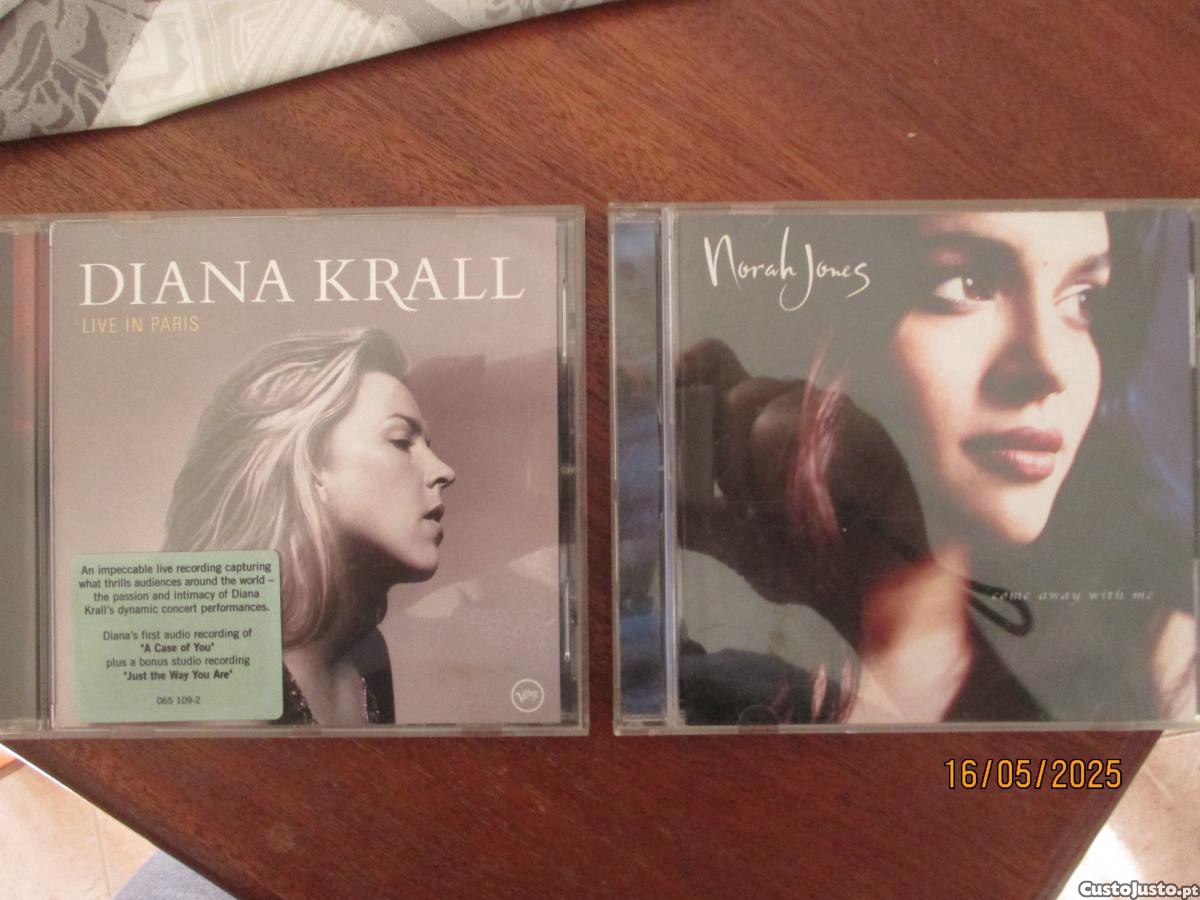 DIANA KRALL
LIVE IN PARIS
An impeccable live recording capturing
what thrills audiences around the world –
the passion and intimacy of Diana
Krall's dynamic concert performances.
Diana's first audio recording of
"A Case of You"
plus a bonus studio recording
"Just the Way You Are"
065 109-2
Verve
Norah Jones
come away with me
16/05/2025
CustoJusto.pt